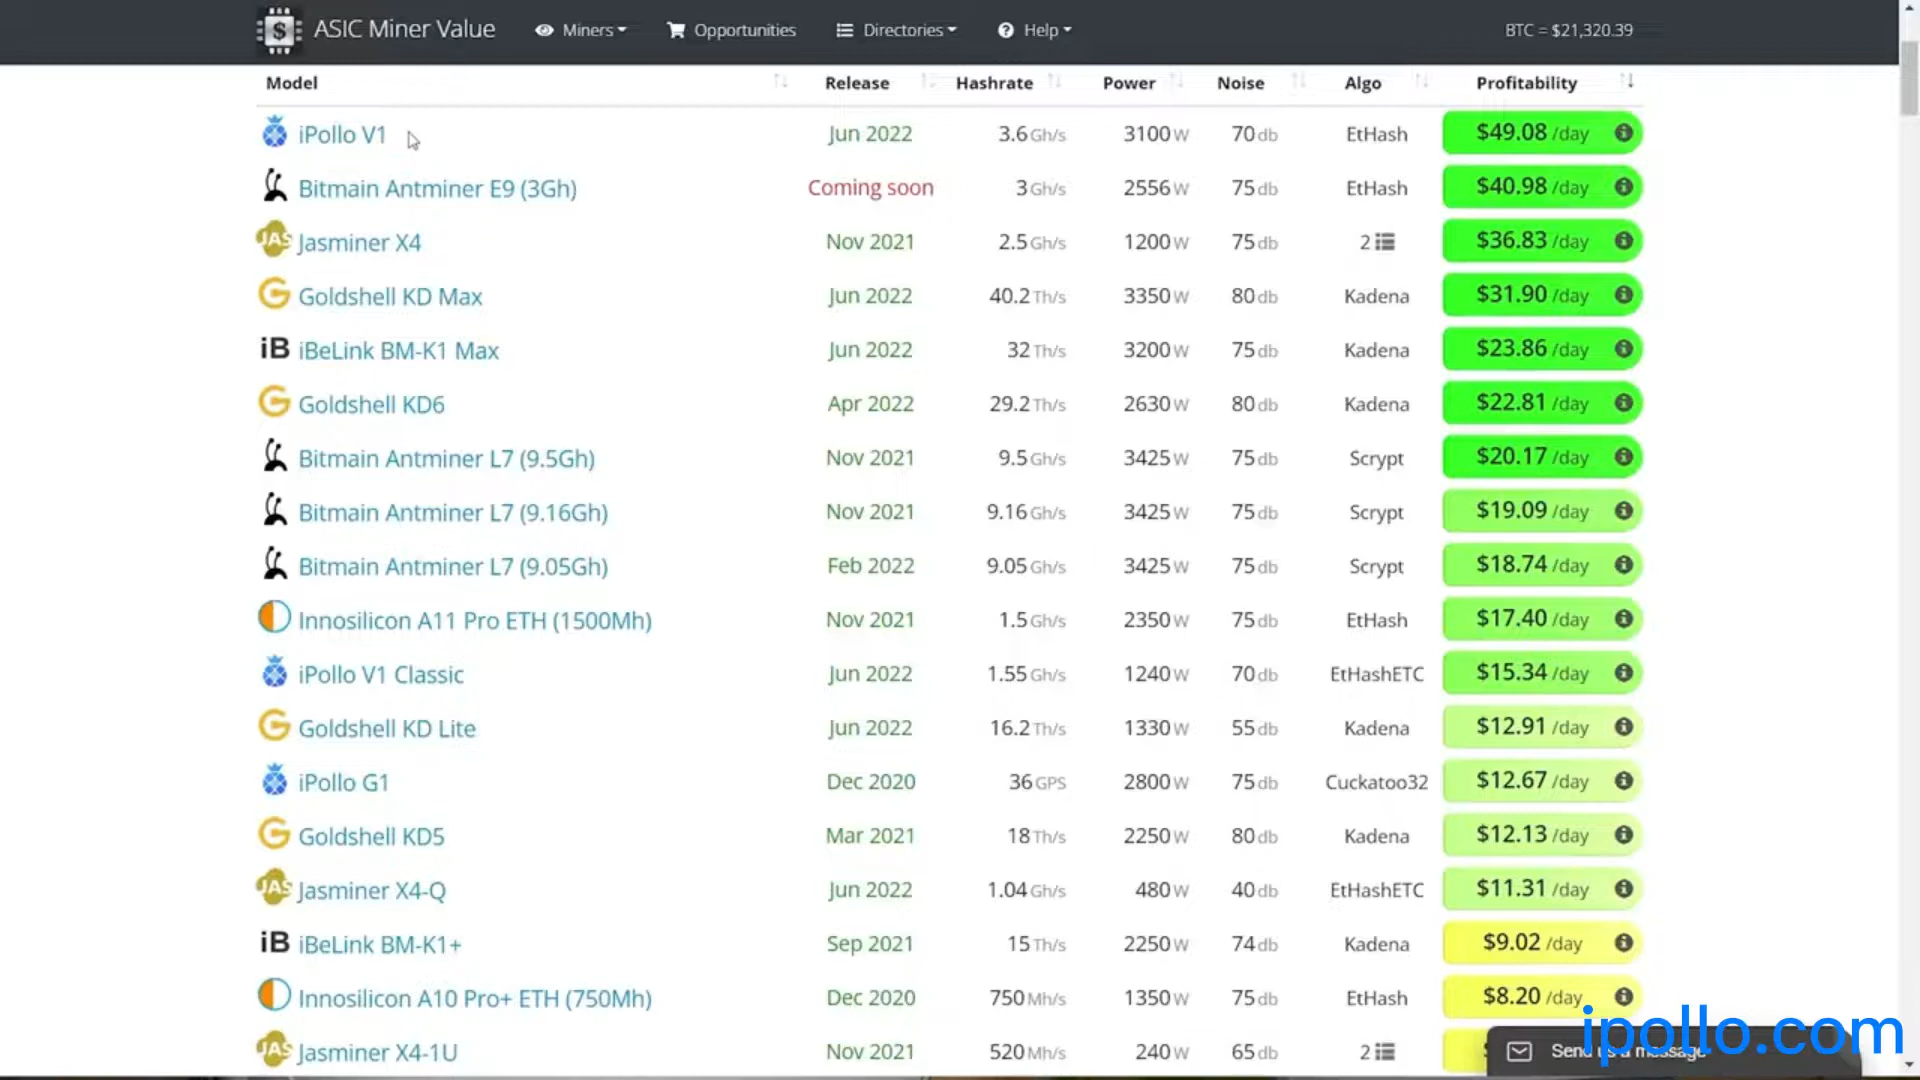 ASIC Miner Value Miners Opportunities Directories Help BTC = $21,320.39
Model Release Hashrate Power Noise Algo Profitability
iPollo V1 Jun 2022 3.6 Gh/s 3100 W 70 db EtHash $49.08 /day
Bitmain Antminer E9 (3Gh) Coming soon 3 Gh/s 2556 W 75 db EtHash $40.98 /day
JAS Jasminer X4 Nov 2021 2.5 Gh/s 1200 W 75 db 2 $36.83 /day
Goldshell KD Max Jun 2022 40.2 Th/s 3350 W 80 db Kadena $31.90 /day
iB iBeLink BM-K1 Max Jun 2022 32 Th/s 3200 W 75 db Kadena $23.86 /day
Goldshell KD6 Apr 2022 29.2 Th/s 2630 W 80 db Kadena $22.81 /day
Bitmain Antminer L7 (9.5Gh) Nov 2021 9.5 Gh/s 3425 W 75 db Scrypt $20.17 /day
Bitmain Antminer L7 (9.16Gh) Nov 2021 9.16 Gh/s 3425 W 75 db Scrypt $19.09 /day
Bitmain Antminer L7 (9.05Gh) Feb 2022 9.05 Gh/s 3425 W 75 db Scrypt $18.74 /day
Innosilicon A11 Pro ETH (1500Mh) Nov 2021 1.5 Gh/s 2350 W 75 db EtHash $17.40 /day
iPollo V1 Classic Jun 2022 1.55 Gh/s 1240 W 70 db EtHashETC $15.34 /day
Goldshell KD Lite Jun 2022 16.2 Th/s 1330 W 55 db Kadena $12.91 /day
iPollo G1 Dec 2020 36 GPS 2800 W 75 db Cuckatoo32 $12.67 /day
Goldshell KD5 Mar 2021 18 Th/s 2250 W 80 db Kadena $12.13 /day
JAS Jasminer X4-Q Jun 2022 1.04 Gh/s 480 W 40 db EtHashETC $11.31 /day
iB iBeLink BM-K1+ Sep 2021 15 Th/s 2250 W 74 db Kadena $9.02 /day
Innosilicon A10 Pro+ ETH (750Mh) Dec 2020 750 Mh/s 1350 W 75 db EtHash $8.20 /day
JAS Jasminer X4-1U Nov 2021 520 Mh/s 240 W 65 db 2
Send us a message
ipollo.com